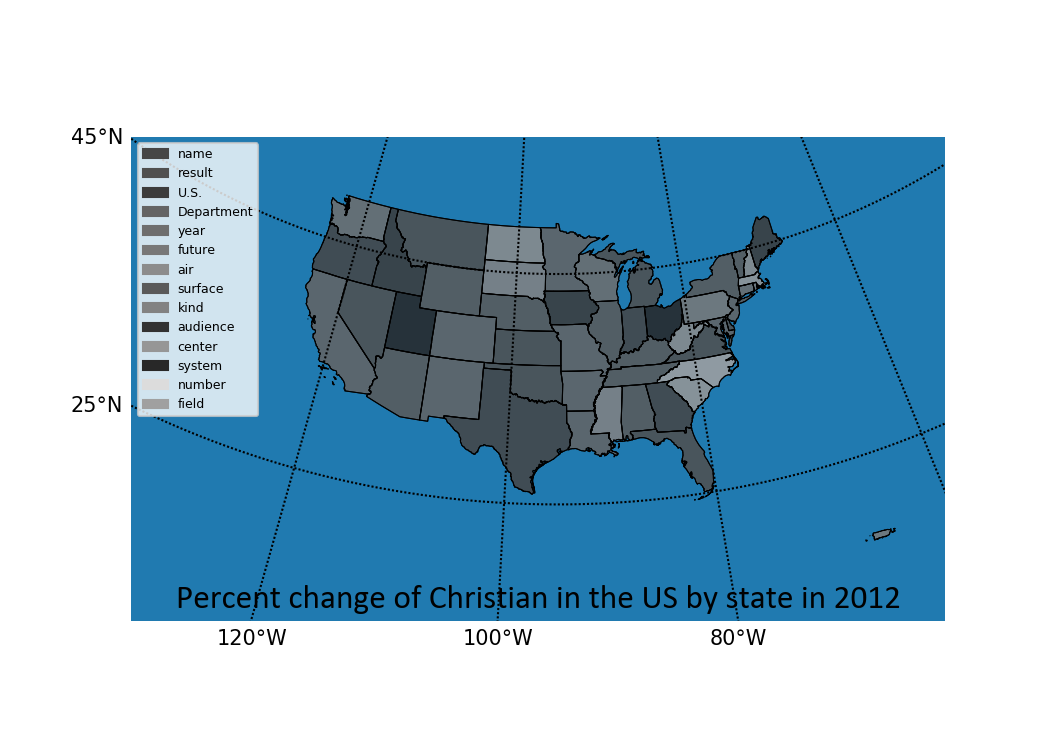 45°N
name
result
U.S.
Department
year
future
air
surface
kind
audience
center
system
number
field
25°N
Percent change of Christian in the US by state in 2012
120°W 100°W 80°W